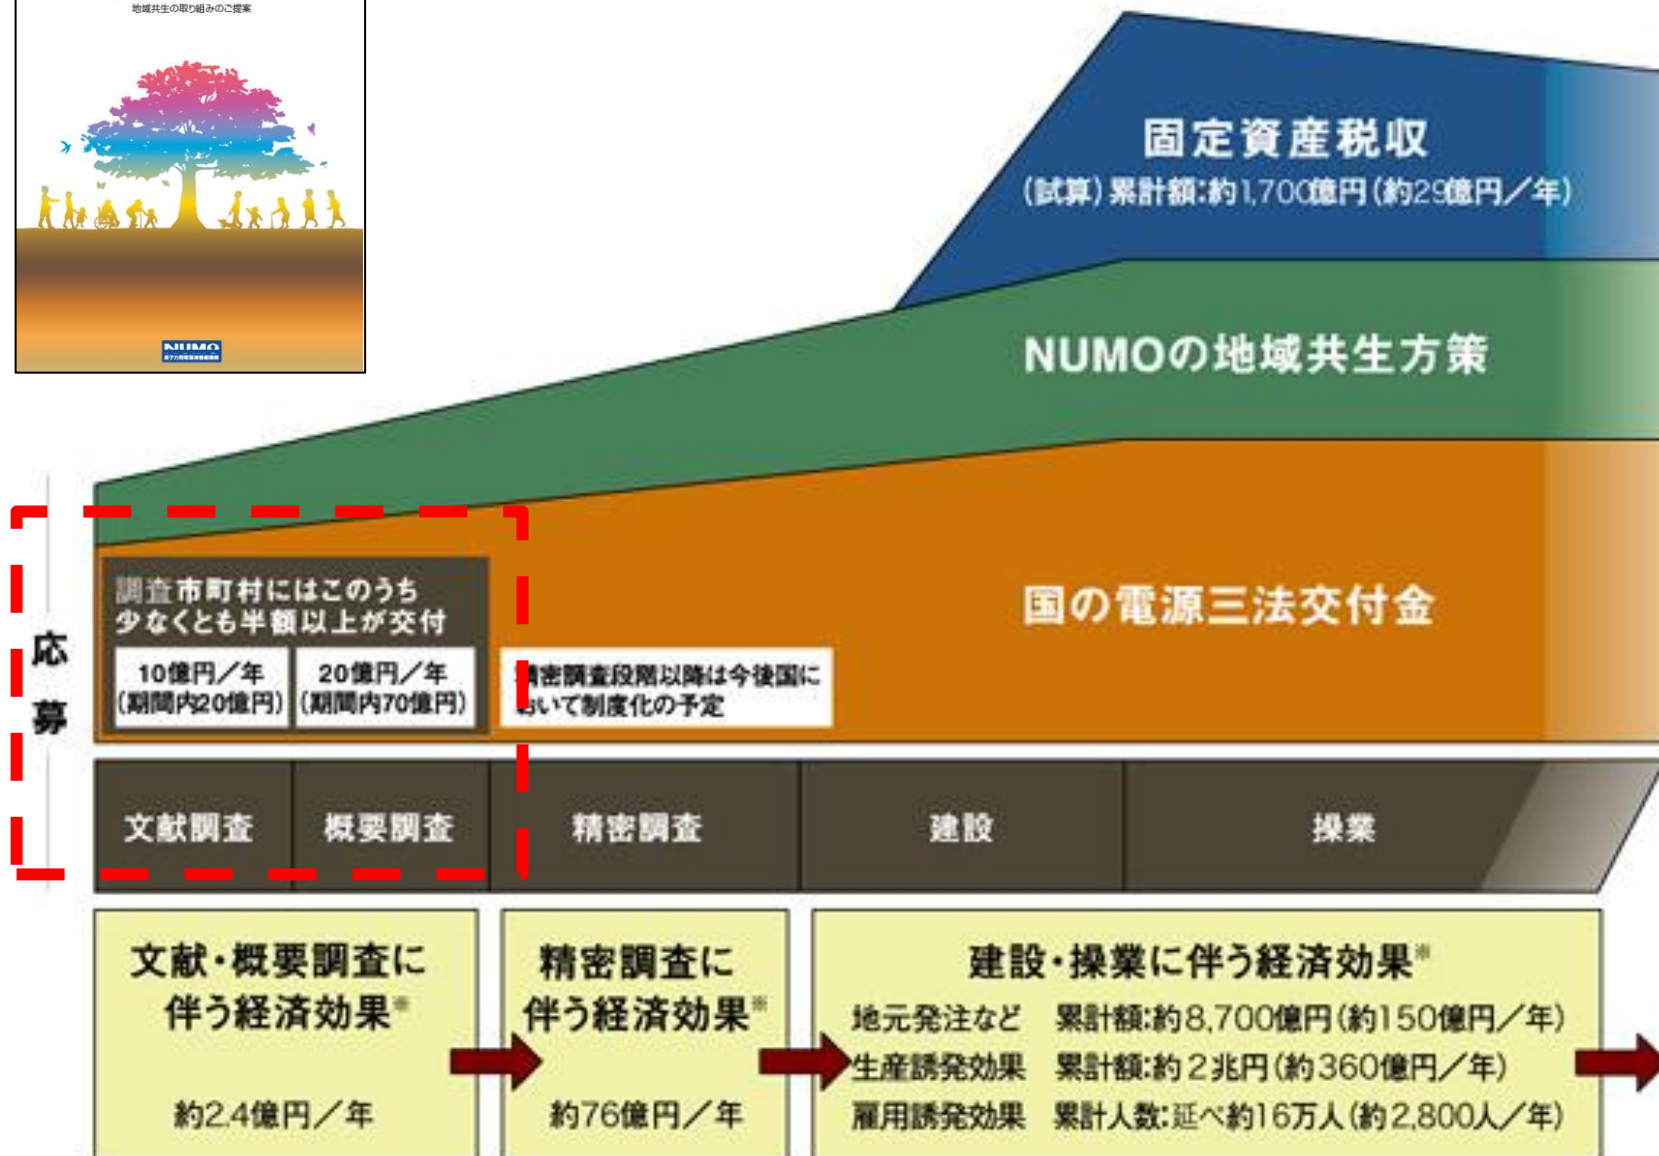 地域共生の取り組みのご提案
NUMO
固定資産税収
(試算)累計額:約1,700億円(約29億円/年)
NUMOの地域共生方策
国の電源三法交付金
応募
調査市町村にはこのうち
少なくとも半額以上が交付
10億円/年
(期間内20億円)
20億円/年
(期間内70億円)
精密調査段階以降は今後国に
おいて制度化の予定
文献調査
概要調査
精密調査
建設
操業
文献・概要調査に
伴う経済効果※
約2.4億円/年
精密調査に
伴う経済効果※
約76億円/年
建設・操業に伴う経済効果※
地元発注など 累計額:約8,700億円(約150億円/年)
生産誘発効果 累計額:約2兆円(約360億円/年)
雇用誘発効果 累計人数:延べ約16万人(約2,800人/年)